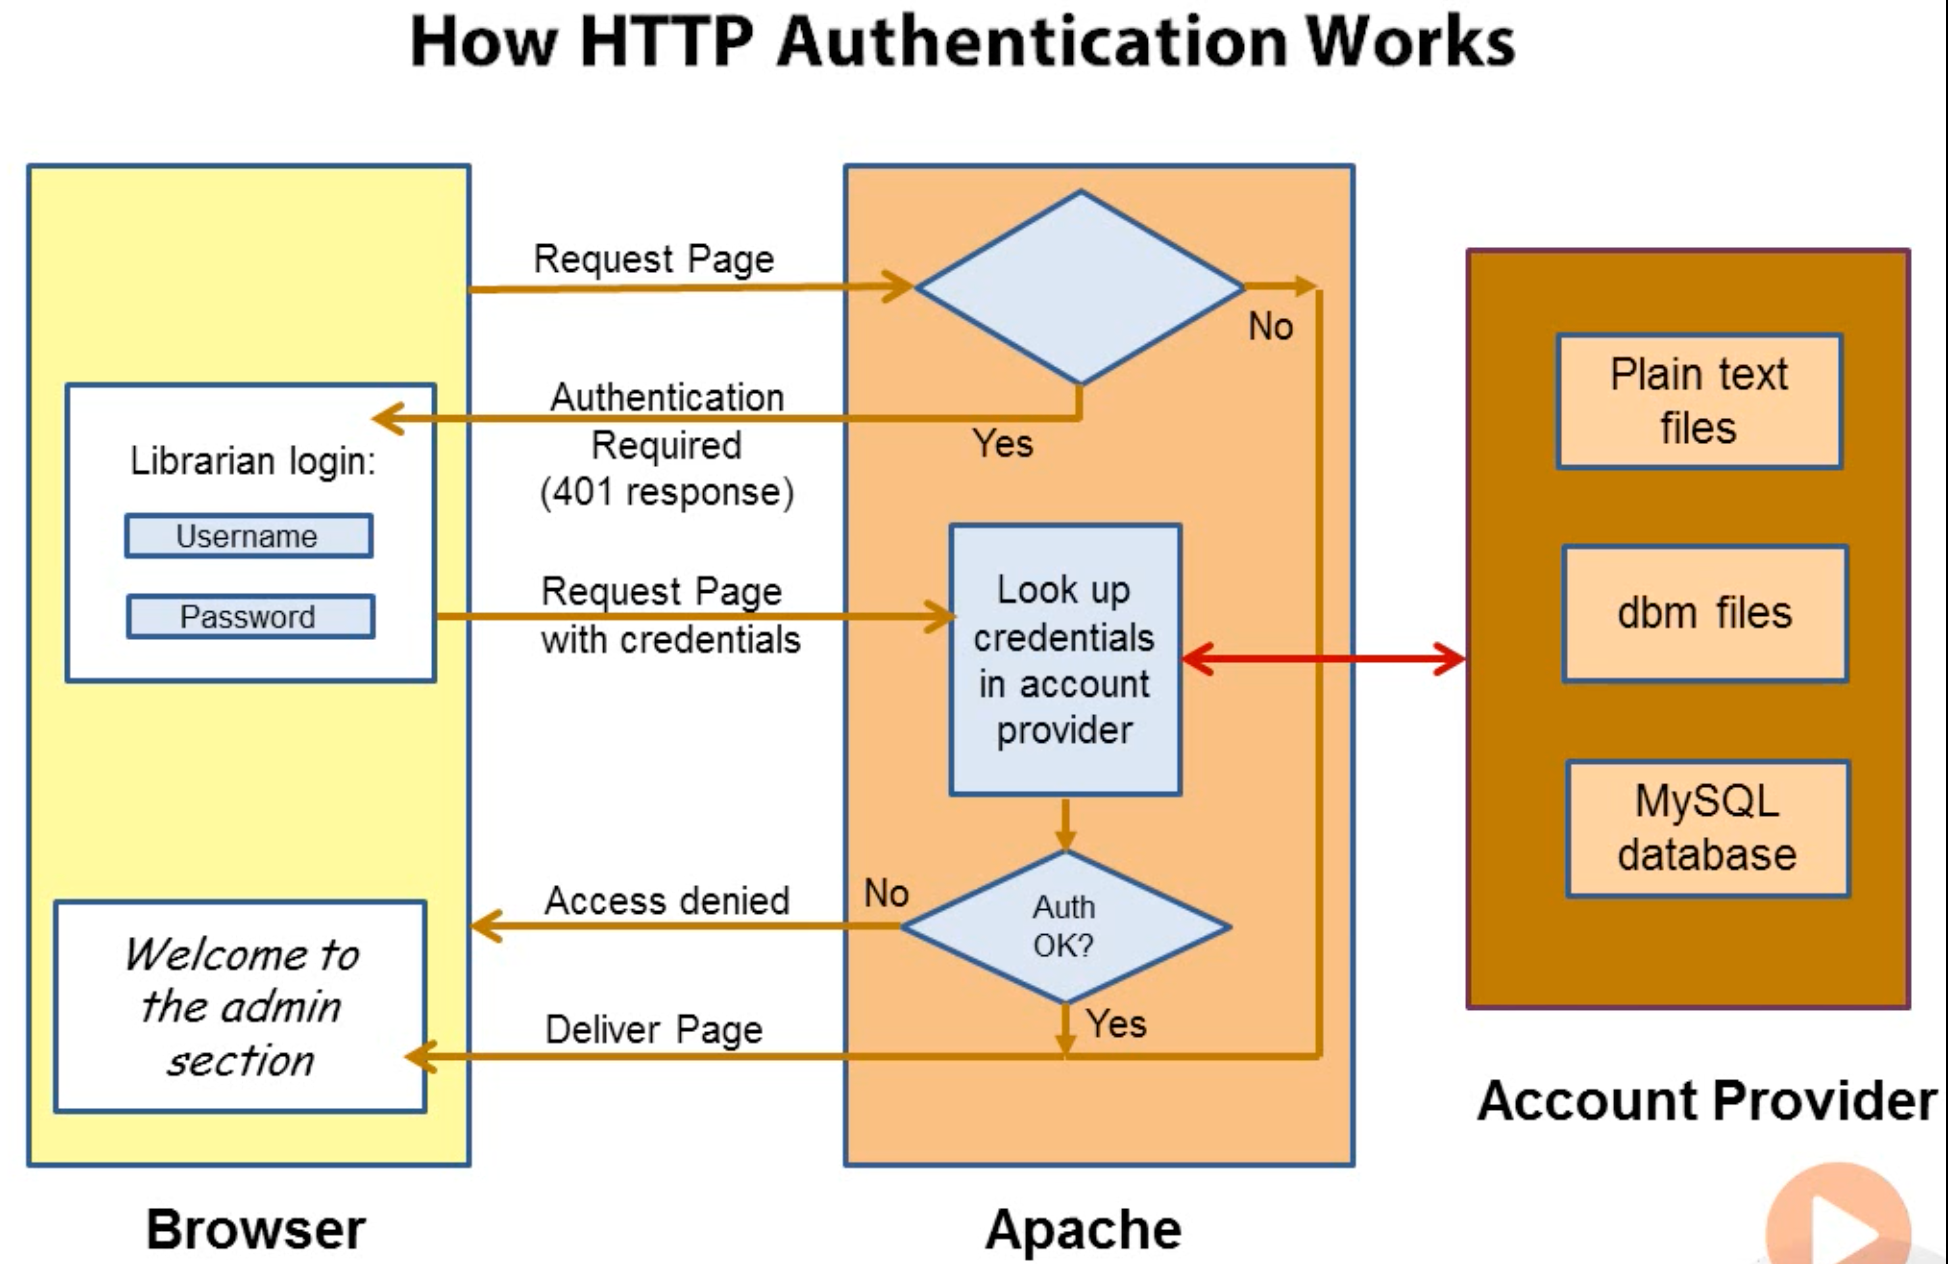 How HTTP Authentication Works
Request Page
No
Authentication
Required
(401 response)
Yes
Librarian login:
Username
Password
Request Page
with credentials
Look up
credentials
in account
provider
Plain text
files
dbm files
MySQL
database
Access denied
No
Auth
OK?
Yes
Deliver Page
Welcome to
the admin
section
Browser
Apache
Account Provider